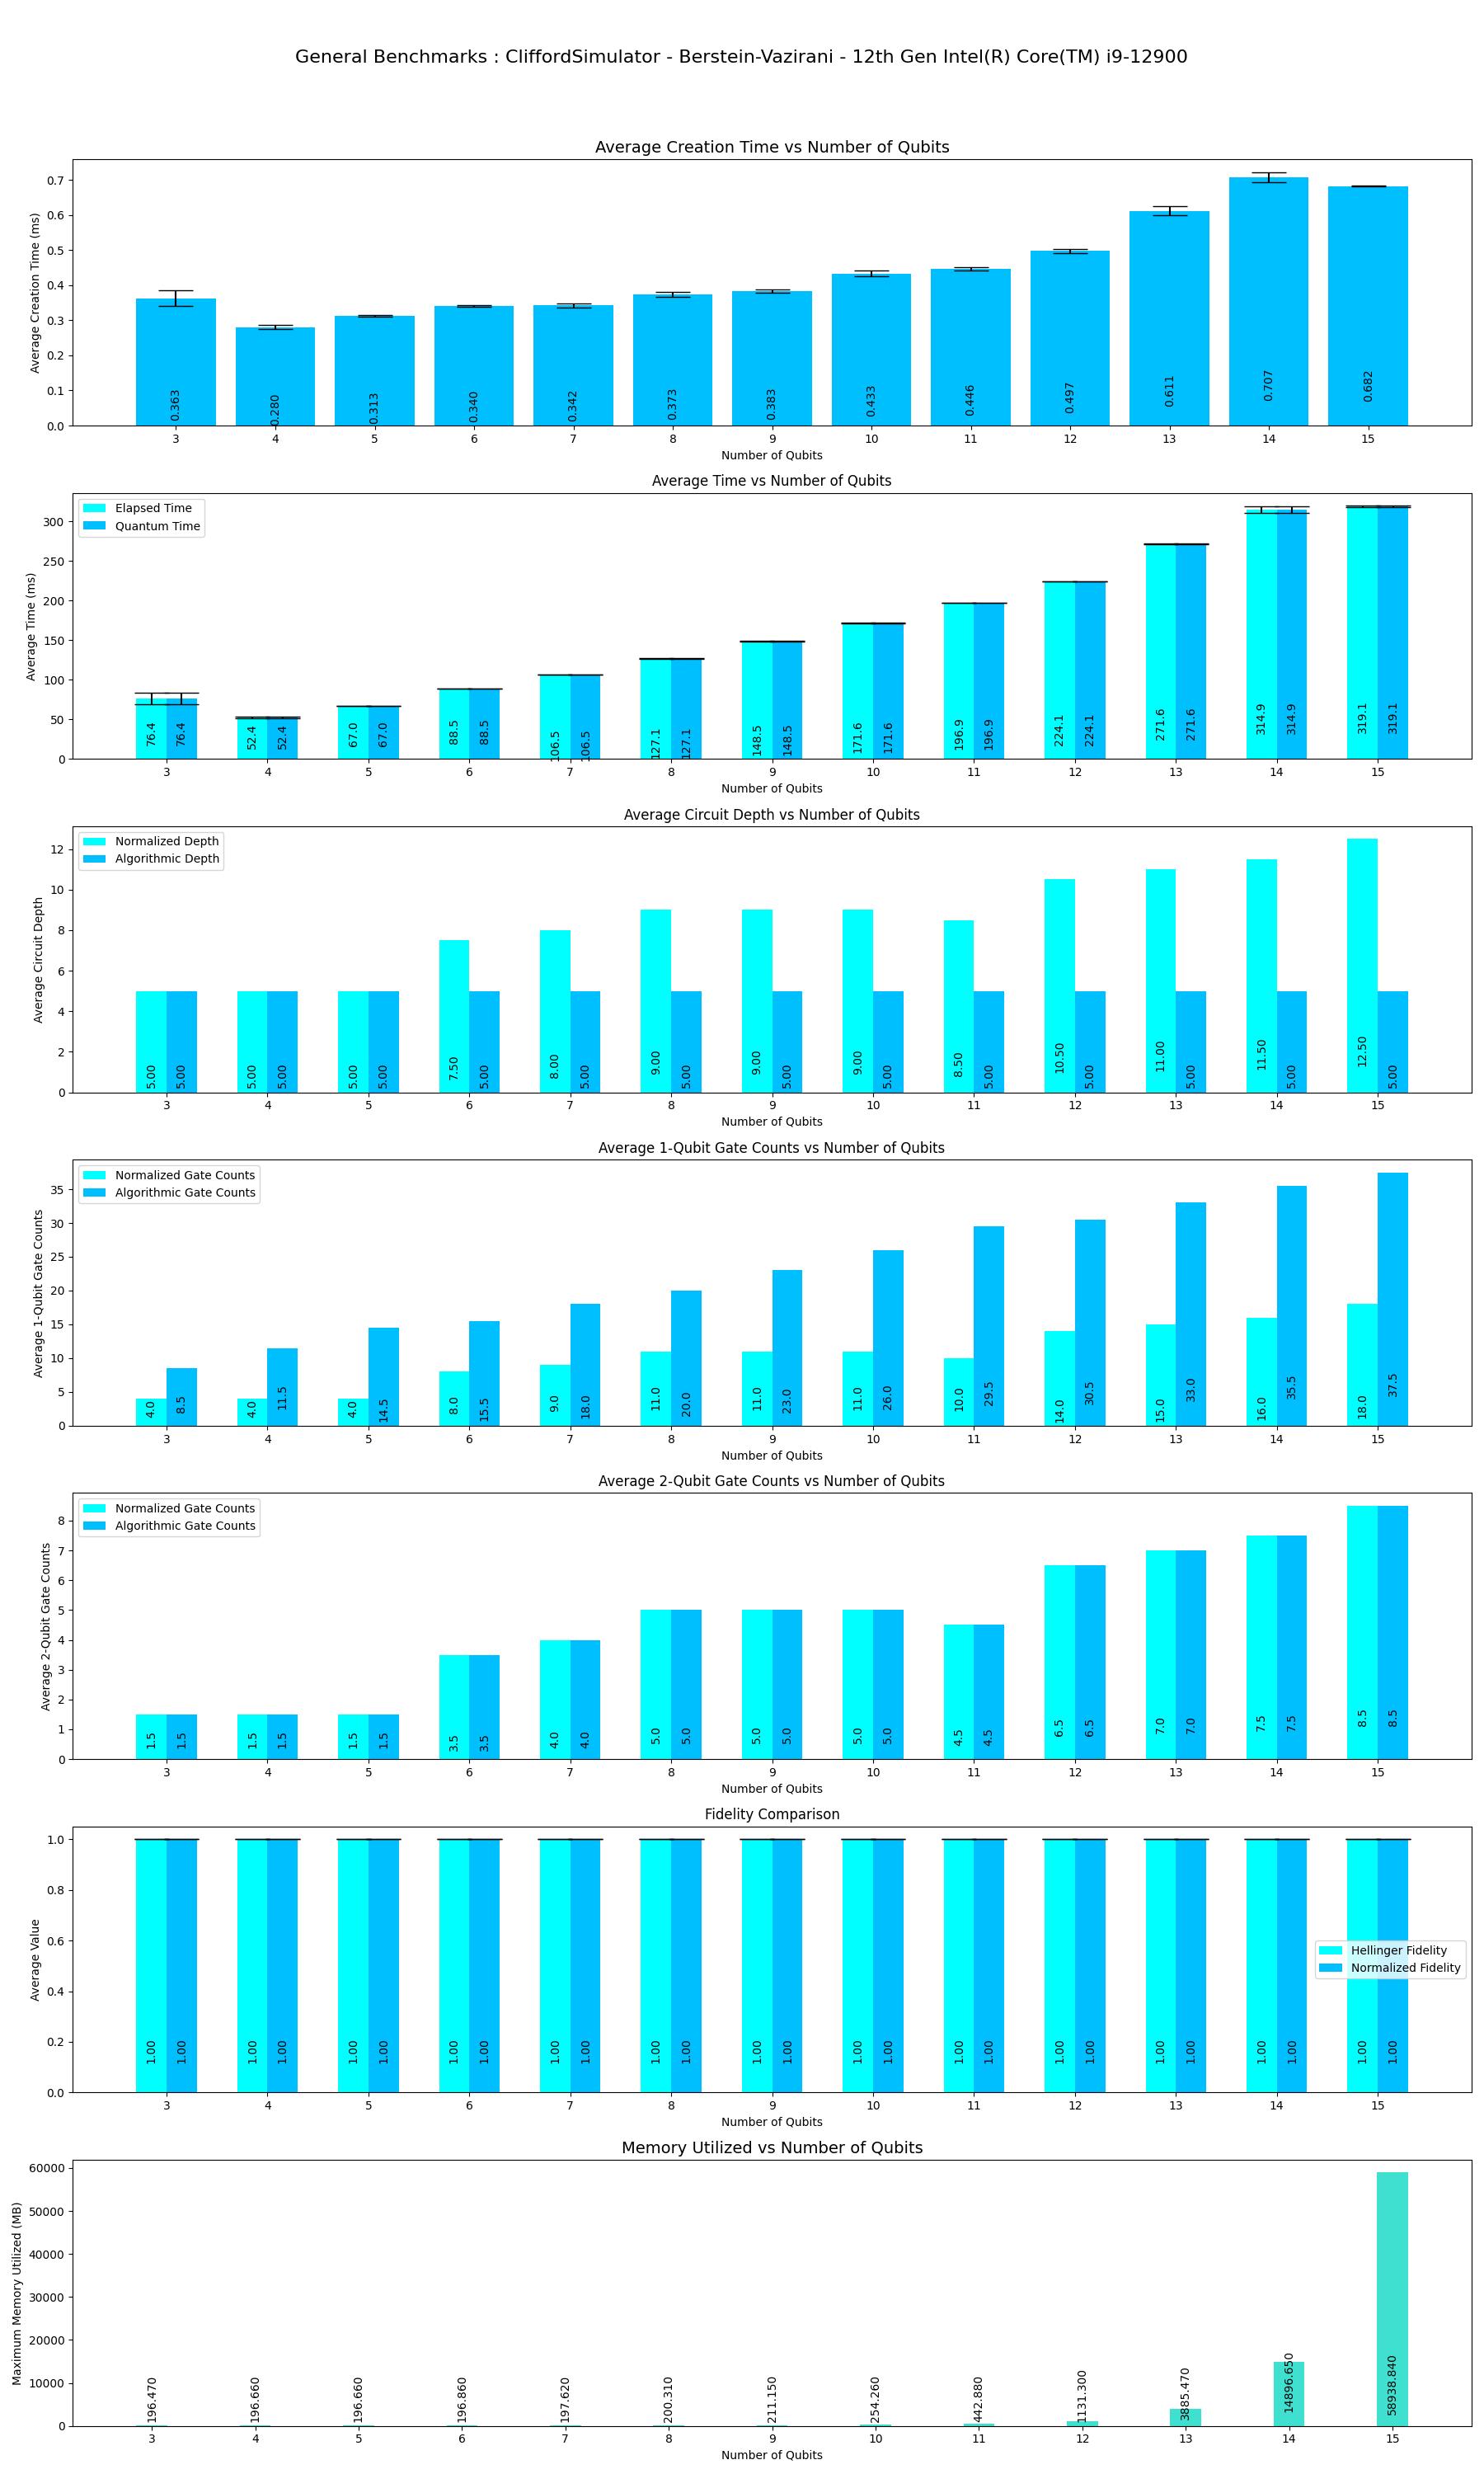 General Benchmarks : CliffordSimulator - Berstein-Vazirani - 12th Gen Intel(R) Core(TM) i9-12900
Average Creation Time vs Number of Qubits
Average Creation Time (ms)
0.7
0.6
0.5
0.4
0.3
0.2
0.1
0.0
0.363 0.280 0.313 0.340 0.342 0.373 0.383 0.433 0.446 0.497 0.611 0.707 0.682
3 4 5 6 7 8 9 10 11 12 13 14 15
Number of Qubits
Average Time vs Number of Qubits
Elapsed Time
Quantum Time
Average Time (ms)
300
250
200
150
100
50
0
76.4 76.4 52.4 52.4 67.0 67.0 88.5 88.5 106.5 106.5 127.1 127.1 148.5 148.5 171.6 171.6 196.9 196.9 224.1 224.1 271.6 271.6 314.9 314.9 319.1 319.1
3 4 5 6 7 8 9 10 11 12 13 14 15
Number of Qubits
Average Circuit Depth vs Number of Qubits
Normalized Depth
Algorithmic Depth
Average Circuit Depth
12
10
8
6
4
2
0
5.00 5.00 5.00 5.00 5.00 5.00 7.50 5.00 8.00 5.00 9.00 5.00 9.00 5.00 9.00 5.00 8.50 5.00 10.50 5.00 11.00 5.00 11.50 5.00 12.50 5.00
3 4 5 6 7 8 9 10 11 12 13 14 15
Number of Qubits
Average 1-Qubit Gate Counts vs Number of Qubits
Normalized Gate Counts
Algorithmic Gate Counts
Average 1-Qubit Gate Counts
35
30
25
20
15
10
5
0
4.0 8.5 4.0 11.5 4.0 14.5 8.0 15.5 9.0 18.0 11.0 20.0 11.0 23.0 11.0 26.0 10.0 29.5 14.0 30.5 15.0 33.0 16.0 35.5 18.0 37.5
3 4 5 6 7 8 9 10 11 12 13 14 15
Number of Qubits
Average 2-Qubit Gate Counts vs Number of Qubits
Normalized Gate Counts
Algorithmic Gate Counts
Average 2-Qubit Gate Counts
8
7
6
5
4
3
2
1
0
1.5 1.5 1.5 1.5 1.5 1.5 3.5 3.5 4.0 4.0 5.0 5.0 5.0 5.0 5.0 5.0 4.5 4.5 6.5 6.5 7.0 7.0 7.5 7.5 8.5 8.5
3 4 5 6 7 8 9 10 11 12 13 14 15
Number of Qubits
Fidelity Comparison
Average Value
1.0
0.8
0.6
0.4
0.2
0.0
Hellinger Fidelity
Normalized Fidelity
1.00 1.00 1.00 1.00 1.00 1.00 1.00 1.00 1.00 1.00 1.00 1.00 1.00 1.00 1.00 1.00 1.00 1.00 1.00 1.00 1.00 1.00 1.00 1.00 1.00 1.00
3 4 5 6 7 8 9 10 11 12 13 14 15
Number of Qubits
Memory Utilized vs Number of Qubits
Maximum Memory Utilized (MB)
60000
50000
40000
30000
20000
10000
0
196.470 196.660 196.660 196.860 197.620 200.310 211.150 254.260 442.880 1131.300 3885.470 14896.650 58938.840
3 4 5 6 7 8 9 10 11 12 13 14 15
Number of Qubits